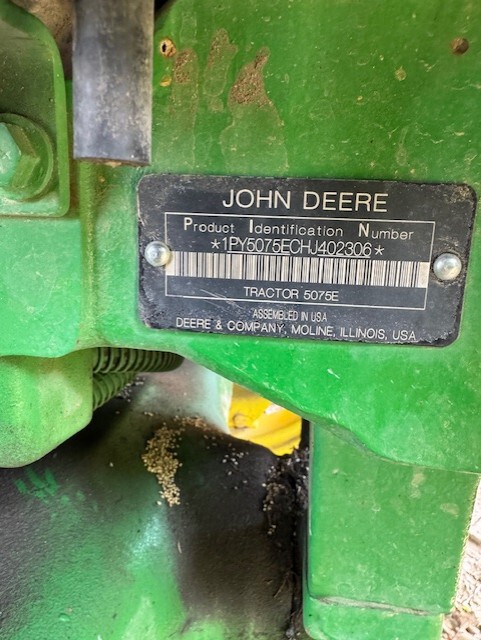 JOHN DEERE
Product Identification Number
*1PY5075ECHJ402306*
TRACTOR 5075E
ASSEMBLED IN USA
DEERE & COMPANY, MOLINE, ILLINOIS, USA